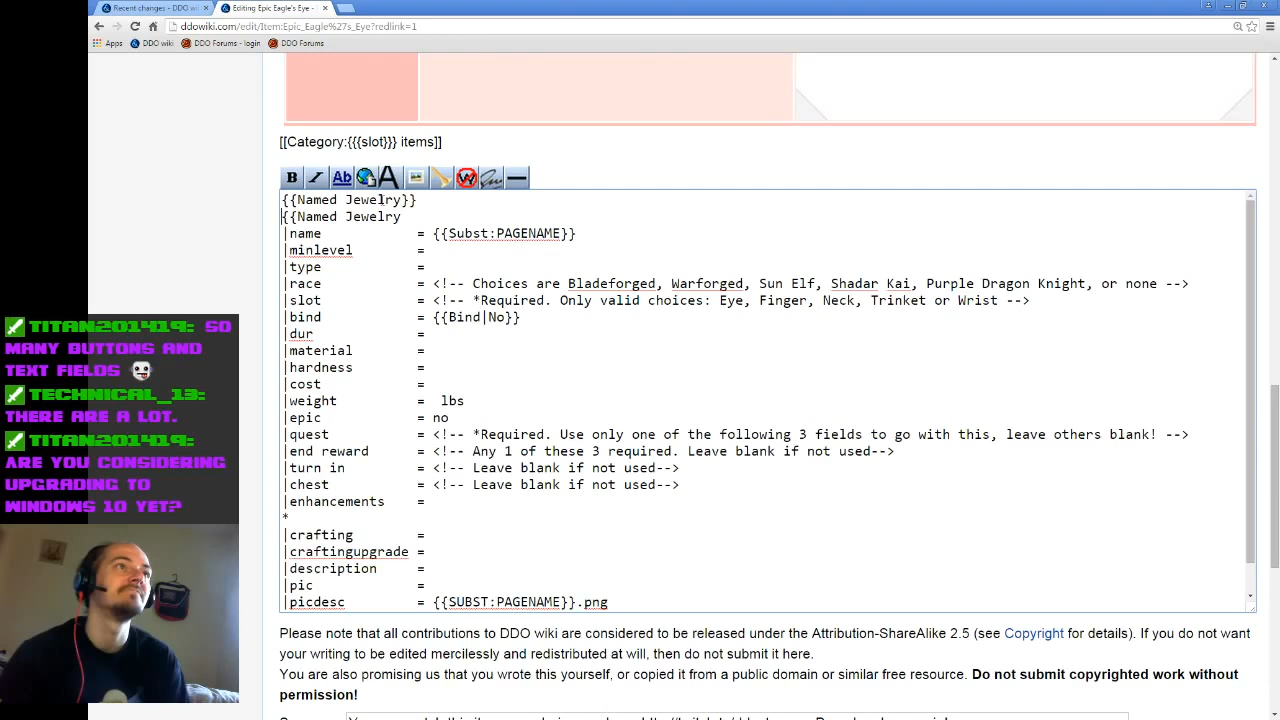 Recent changes - DDO wiki
Editing Epic Eagle's Eye -
ddowiki.com/edit/Item:Epic_Eagle%27s_Eye?redlink=1
Apps DDO wiki DDO Forums - login DDO Forums
[[Category:{{{slot}}} items]]
B I Ab A W
{{Named Jewelry}}
{{Named Jewelry
|name = {{Subst:PAGENAME}}
|minlevel =
|type =
|race = <!-- Choices are Bladeforged, Warforged, Sun Elf, Shadar Kai, Purple Dragon Knight, or none -->
|slot = <!-- *Required. Only valid choices: Eye, Finger, Neck, Trinket or Wrist -->
|bind = {{Bind|No}}
|dur =
|material =
|hardness =
|cost =
|weight = lbs
|epic = no
|quest = <!-- *Required. Use only one of the following 3 fields to go with this, leave others blank! -->
|end reward = <!-- Any 1 of these 3 required. Leave blank if not used-->
|turn in = <!-- Leave blank if not used-->
|chest = <!-- Leave blank if not used-->
|enhancements =
*
|crafting =
|craftingupgrade =
|description =
|pic =
|picdesc = {{SUBST:PAGENAME}}.png
Please note that all contributions to DDO wiki are considered to be released under the Attribution-ShareAlike 2.5 (see Copyright for details). If you do not want
your writing to be edited mercilessly and redistributed at will, then do not submit it here.
You are also promising us that you wrote this yourself, or copied it from a public domain or similar free resource. Do not submit copyrighted work without
permission!
TITAN201419: SO
MANY BUTTONS AND
TEXT FIELDS
TECHNICAL_13:
THERE ARE A LOT.
TITAN201419:
ARE YOU CONSIDERING
UPGRADING TO
WINDOWS 10 YET?